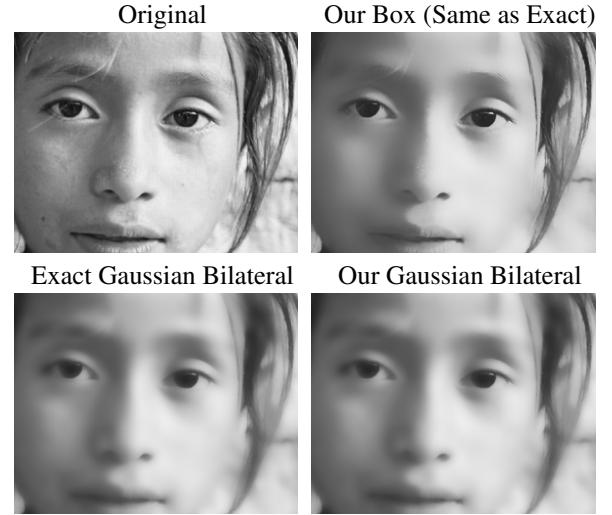 Original
Our Box (Same as Exact)
Exact Gaussian Bilateral
Our Gaussian Bilateral